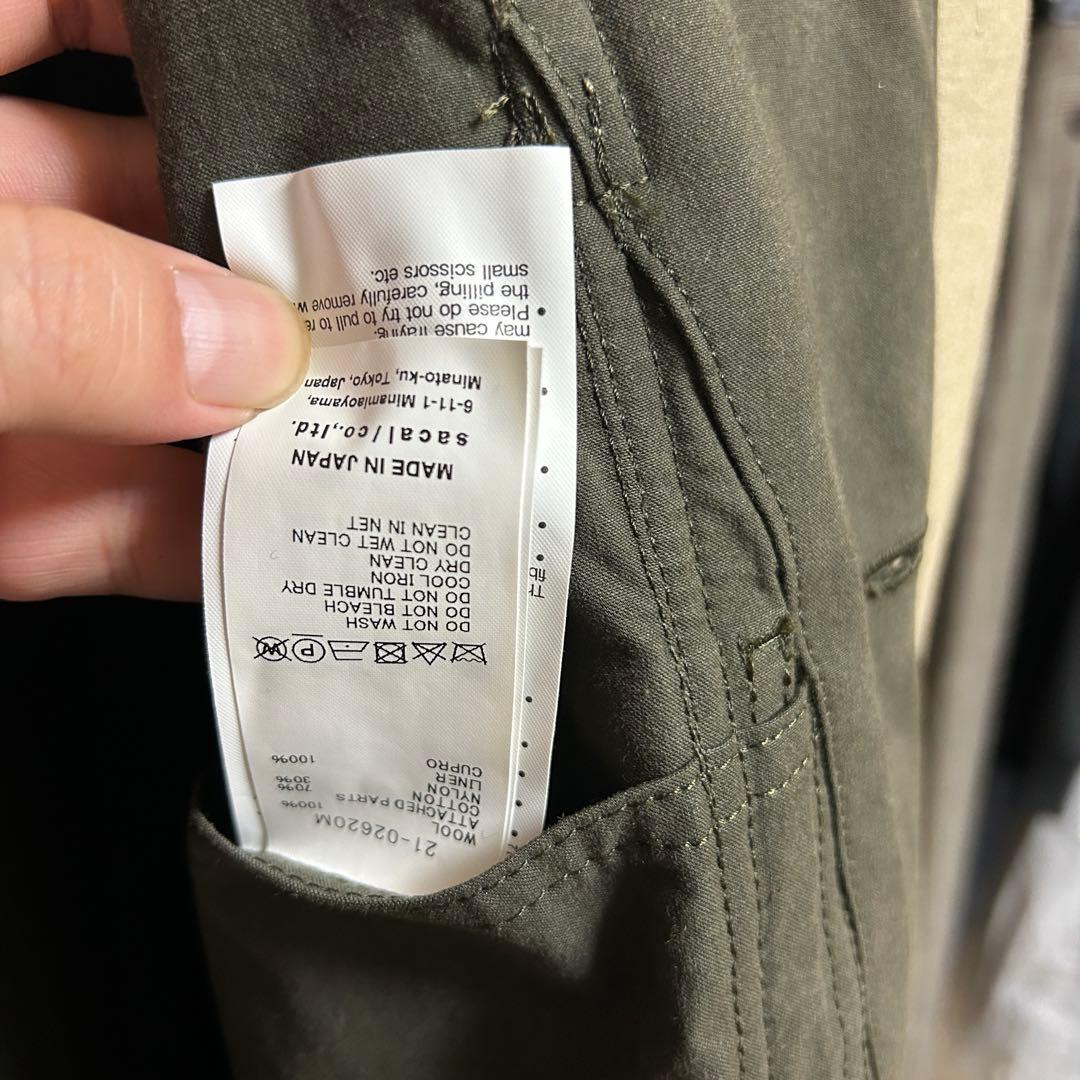 21-02620M
WOOL 100%
ATTACHED PARTS
COTTON 70%
NYLON 30%
LINER
CUPRO 100%
DO NOT WASH
DO NOT BLEACH
DO NOT TUMBLE DRY
COOL IRON
DRY CLEAN
DO NOT WET CLEAN
CLEAN IN NET
MADE IN JAPAN
sacai/co.,ltd.
6-11-1 Minamiaoyama,
Minato-ku, Tokyo, Japan
may cause fraying.
• Please do not try to pull to
the pilling, carefully remove
small scissors etc.